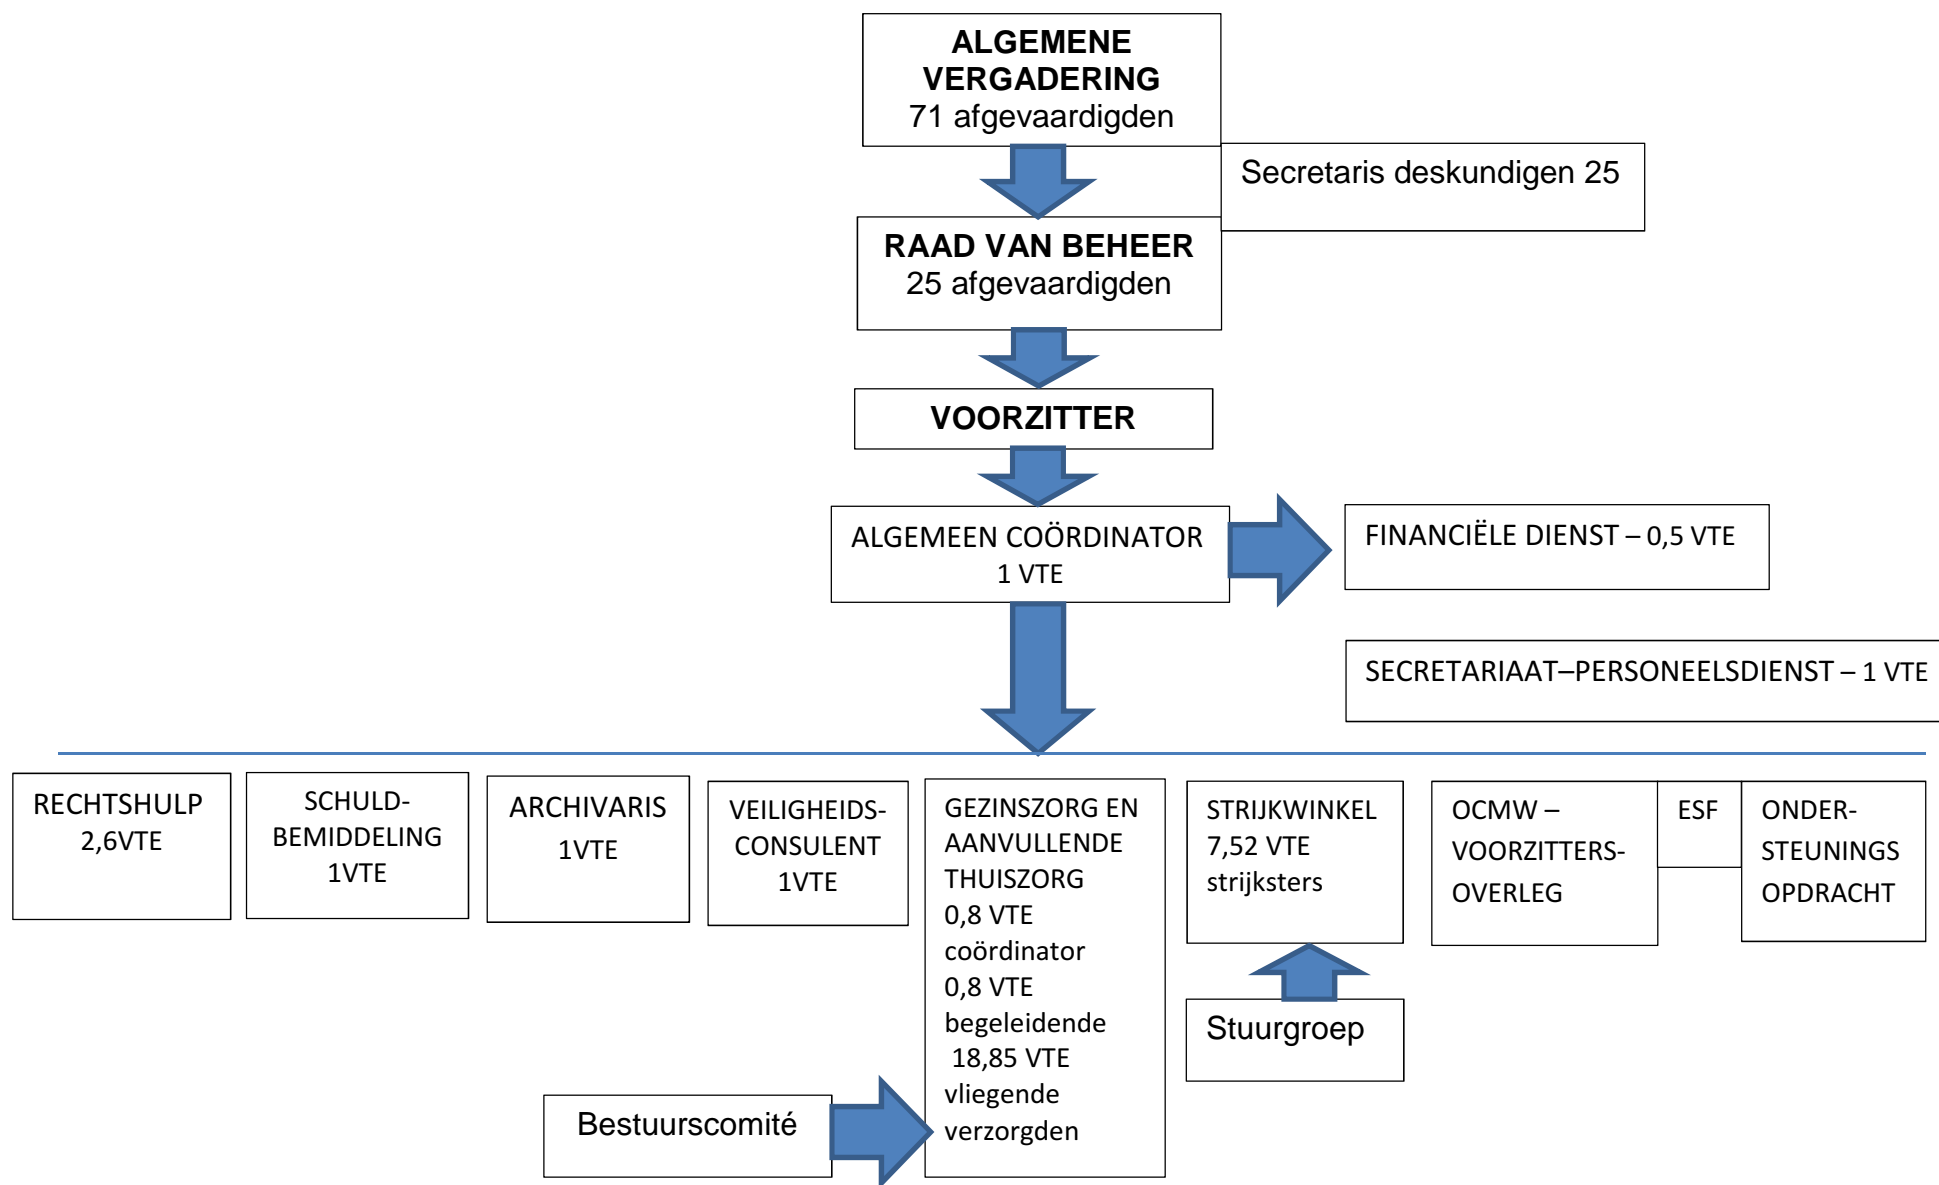 ALGEMENE
VERGADERING
71 afgevaardigden
Secretaris deskundigen 25
RAAD VAN BEHEER
25 afgevaardigden
VOORZITTER
ALGEMEEN COÖRDINATOR
1 VTE
FINANCIËLE DIENST – 0,5 VTE
SECRETARIAAT–PERSONEELSDIENST – 1 VTE
RECHTSHULP
2,6VTE
SCHULD-
BEMIDDELING
1VTE
ARCHIVARIS
1VTE
VEILIGHEIDS-
CONSULENT
1VTE
GEZINSZORG EN
AANVULLENDE
THUISZORG
0,8 VTE
coördinator
0,8 VTE
begeleidende
18,85 VTE
vliegende
verzorgden
STRIJKWINKEL
7,52 VTE
strijksters
OCMW –
VOORZITTERS-
OVERLEG
ESF
ONDER-
STEUNINGS
OPDRACHT
Stuurgroep
Bestuurscomité